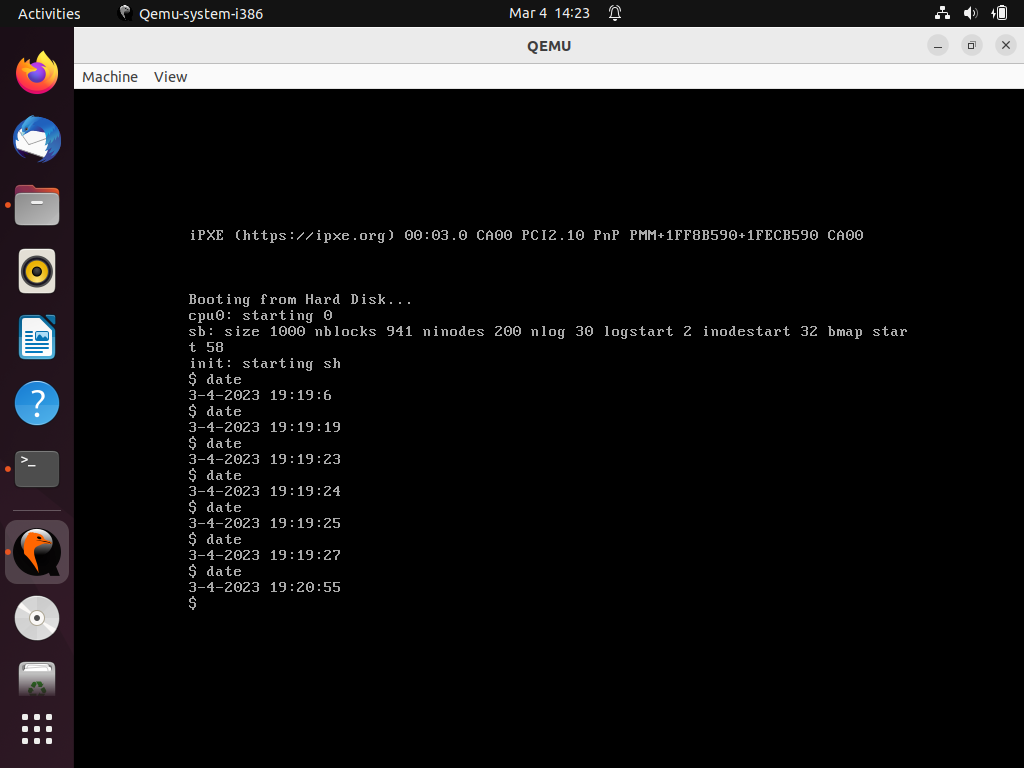 Activities Qemu-system-i386 Mar 4 14:23
QEMU
Machine View
iPXE (https://ipxe.org) 00:03.0 CA00 PCI2.10 PnP PMM+1FF8B590+1FECB590 CA00
Booting from Hard Disk...
cpu0: starting 0
sb: size 1000 nblocks 941 ninodes 200 nlog 30 logstart 2 inodestart 32 bmap star
t 58
init: starting sh
$ date
3-4-2023 19:19:6
$ date
3-4-2023 19:19:19
$ date
3-4-2023 19:19:23
$ date
3-4-2023 19:19:24
$ date
3-4-2023 19:19:25
$ date
3-4-2023 19:19:27
$ date
3-4-2023 19:20:55
$